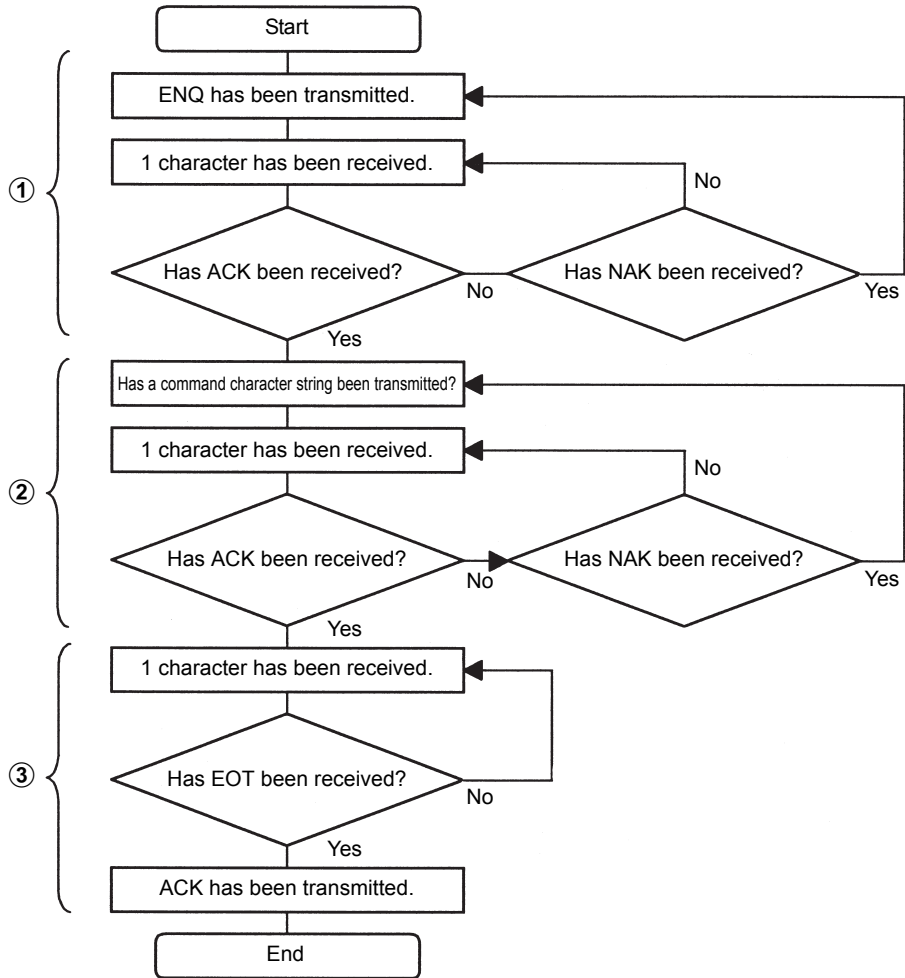 Start
ENQ has been transmitted.
1 character has been received.
No
①
Has ACK been received?
No
Has NAK been received?
Yes
Yes
Has a command character string been transmitted?
1 character has been received.
No
②
Has ACK been received?
No
Has NAK been received?
Yes
Yes
1 character has been received.
③
Has EOT been received?
No
Yes
ACK has been transmitted.
End